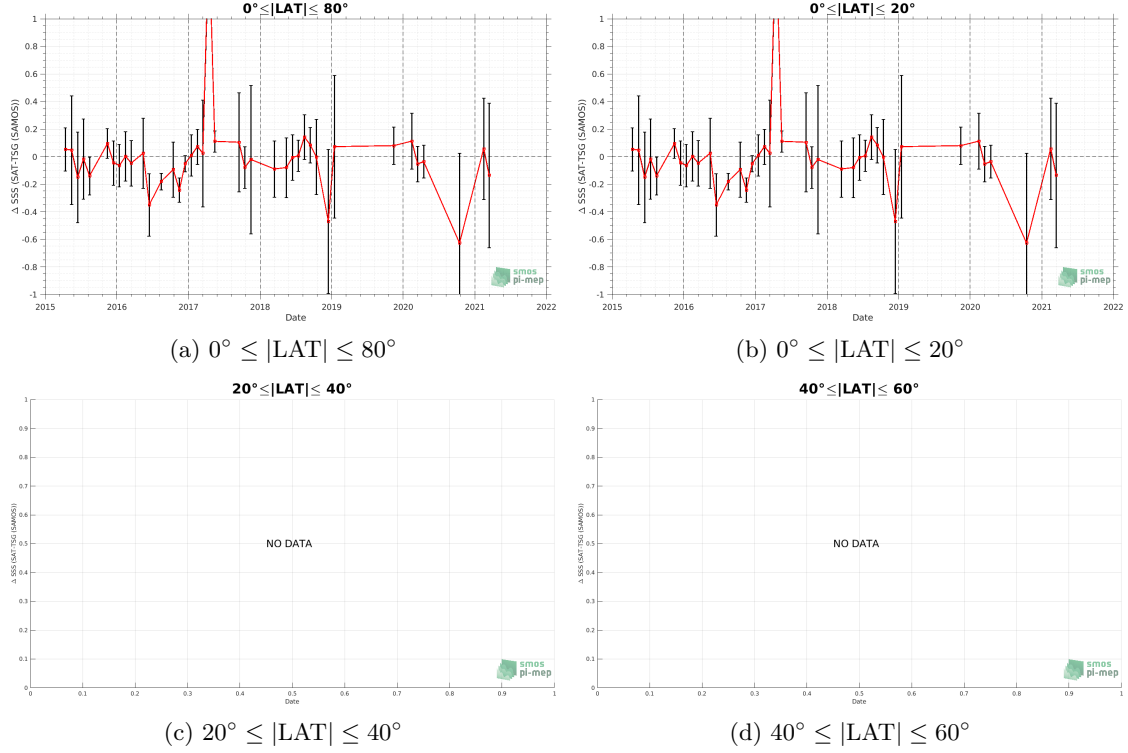 0°≤|LAT|≤ 80°
1
0.8
0.6
0.4
0.2
0
-0.2
-0.4
-0.6
-0.8
-1
Δ SSS (SAT-TSG (SAMOS))
2015 2016 2017 2018 2019 2020 2021 2022
Date
smos
pi-mep
(a) 0° ≤ |LAT| ≤ 80°
0°≤|LAT|≤ 20°
1
0.8
0.6
0.4
0.2
0
-0.2
-0.4
-0.6
-0.8
-1
Δ SSS (SAT-TSG (SAMOS))
2015 2016 2017 2018 2019 2020 2021 2022
Date
smos
pi-mep
(b) 0° ≤ |LAT| ≤ 20°
20°≤|LAT|≤ 40°
1
0.9
0.8
0.7
0.6
0.5
0.4
0.3
0.2
0.1
0
Δ SSS (SAT-TSG (SAMOS))
NO DATA
0 0.1 0.2 0.3 0.4 0.5 0.6 0.7 0.8 0.9 1
Date
smos
pi-mep
(c) 20° ≤ |LAT| ≤ 40°
40°≤|LAT|≤ 60°
1
0.9
0.8
0.7
0.6
0.5
0.4
0.3
0.2
0.1
0
Δ SSS (SAT-TSG (SAMOS))
NO DATA
0 0.1 0.2 0.3 0.4 0.5 0.6 0.7 0.8 0.9 1
Date
smos
pi-mep
(d) 40° ≤ |LAT| ≤ 60°